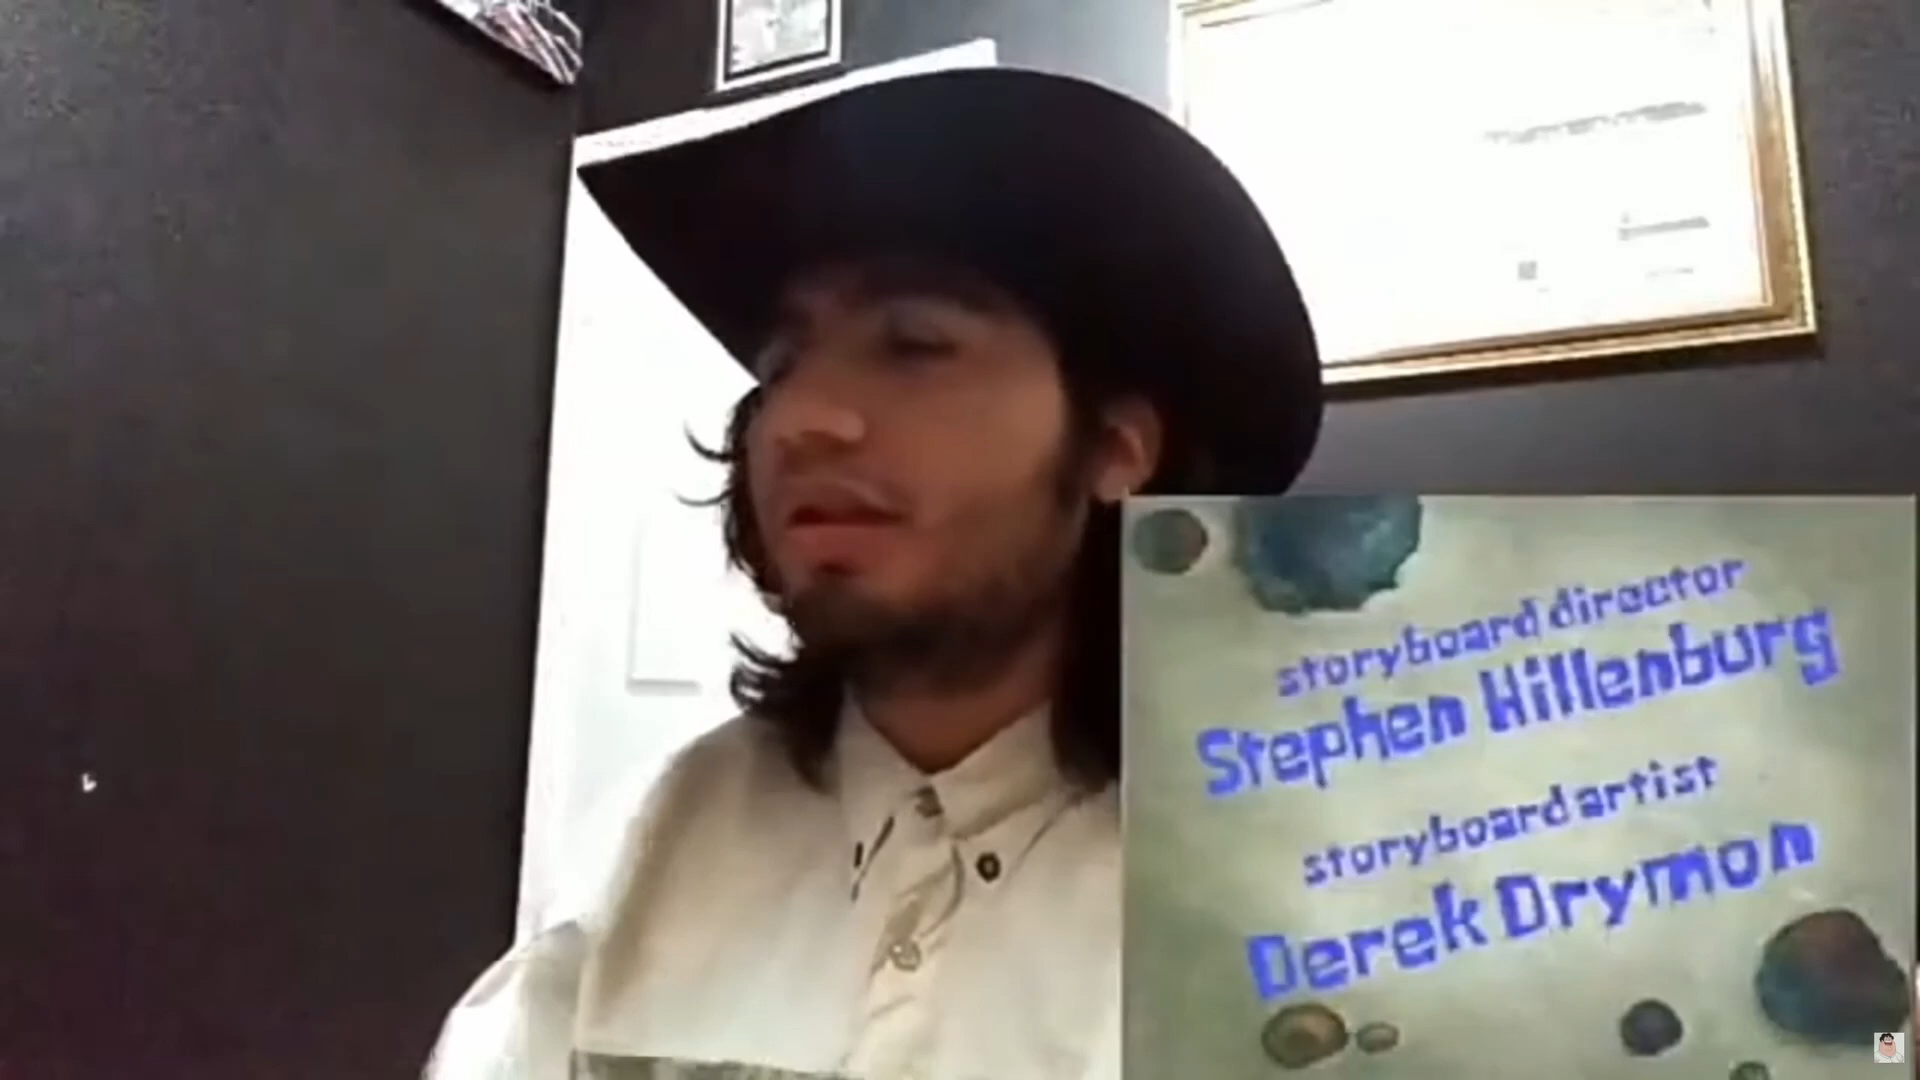 storyboard director
Stephen Hillenburg
storyboard artist
Derek Drymon